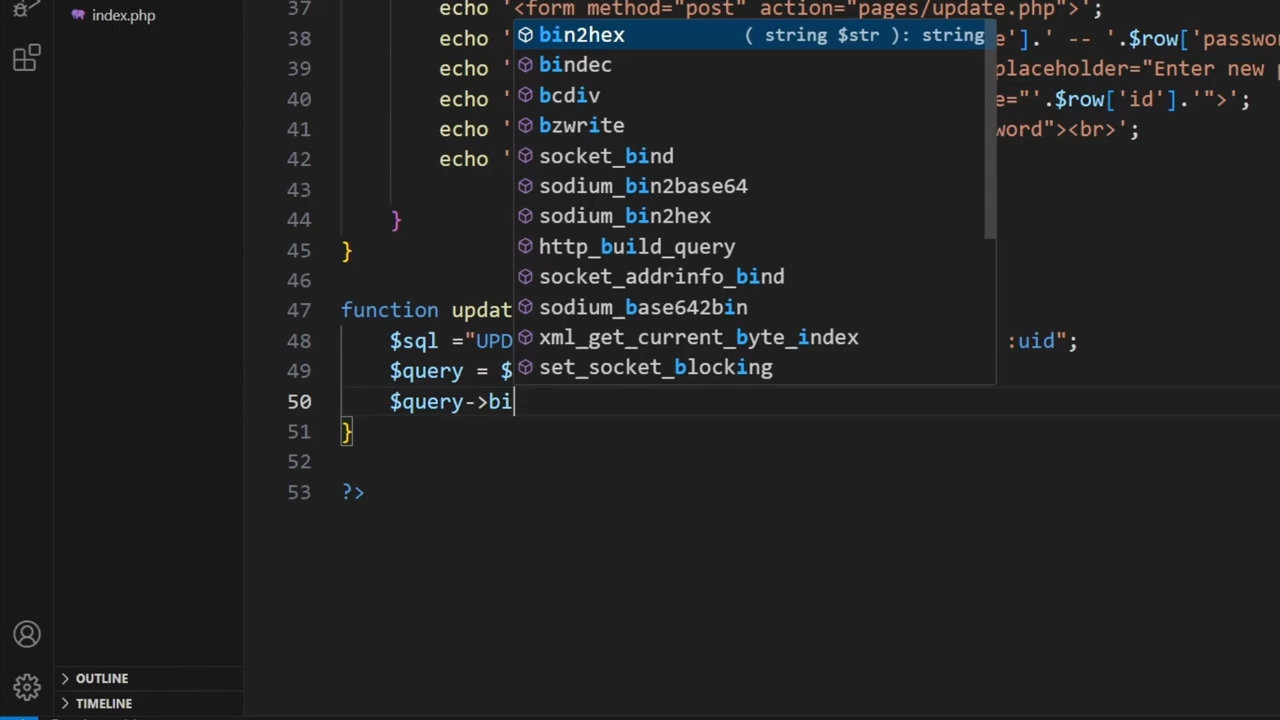 index.php
37 echo '<form method="post" action="pages/update.php">';
38 echo ' e'].' -- '.$row['passwor
39 echo ' placeholder="Enter new p
40 echo ' e="'.$row['id'].'">';
41 echo ' word"><br>';
42 echo '
43
44 }
45 }
46
47 function updat
48 $sql ="UPD :uid";
49 $query = $
50 $query->bi
51 }
52
53 ?>
bin2hex ( string $str ): string
bindec
bcdiv
bzwrite
socket_bind
sodium_bin2base64
sodium_bin2hex
http_build_query
socket_addrinfo_bind
sodium_base642bin
xml_get_current_byte_index
set_socket_blocking
OUTLINE
TIMELINE